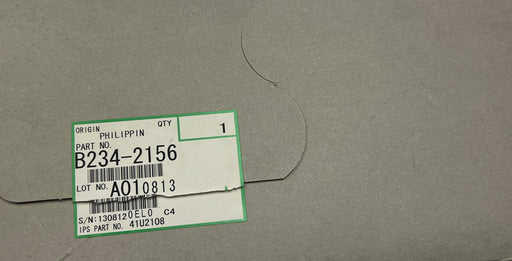 ORIGIN QTY
PHILIPPIN 1
PART NO.
B234-2156
LOT NO. A010813
S/N:1308120EL0 C4
IPS PART NO. 41U2108